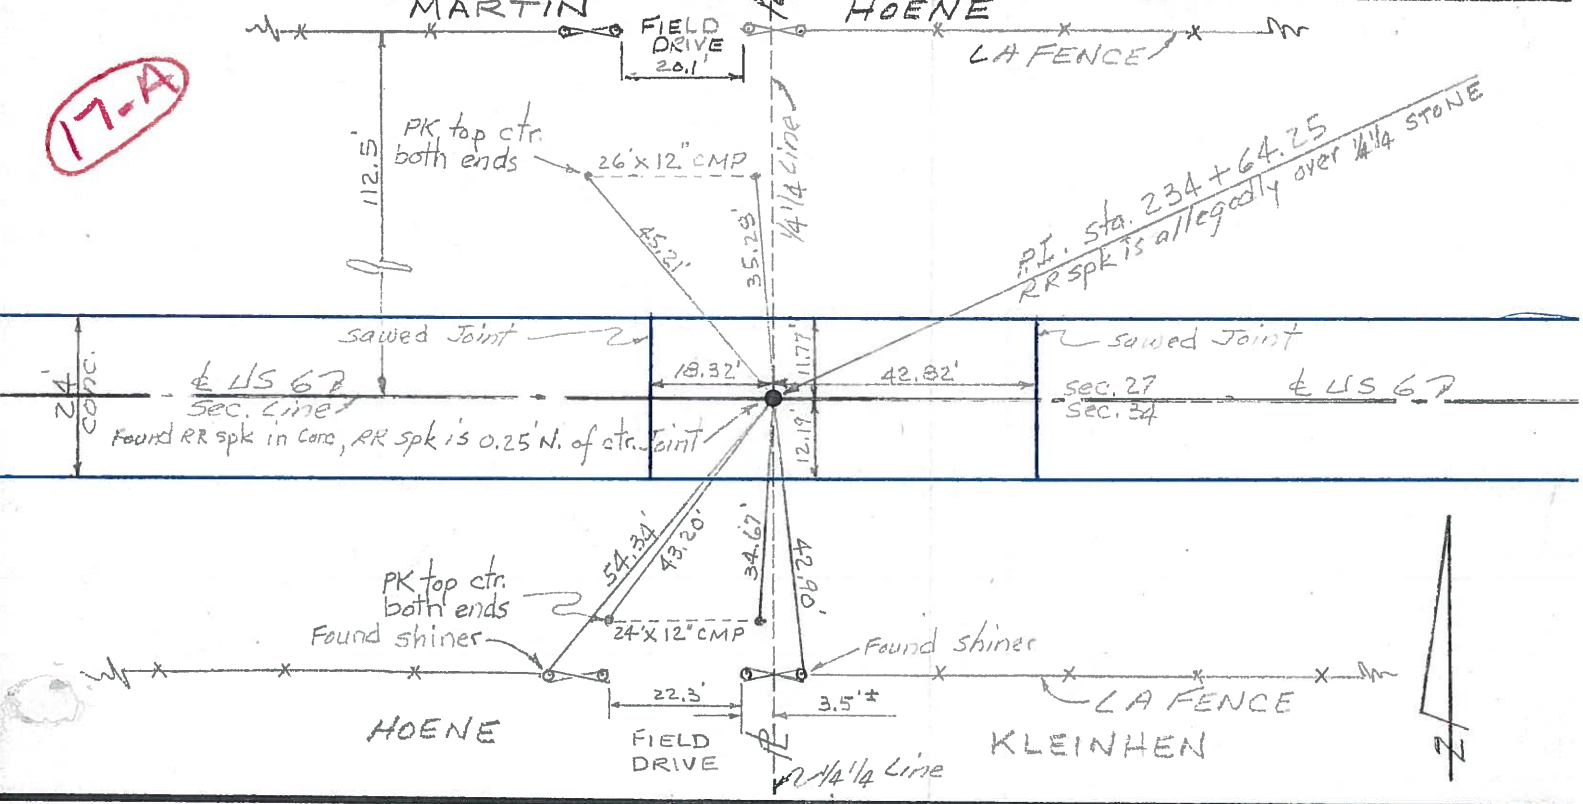 MARTIN
HOENE
FIELD
DRIVE
20.1'
LA FENCE
17-A
112.5'
PK top ctr.
both ends
26'X12" CMP
1/4 1/4 Line
45.21'
35.29'
P.I. Sta. 234+64.25
RR spk is allegedly over 1/4 1/4 STONE
sawed Joint
sawed Joint
24'
conc.
℄ US 67
Sec. Line
18.32'
11.77'
42.82'
sec. 27
Sec. 34
℄ US 67
Found RR spk in conc, RR spk is 0.25' N. of ctr. Joint
12.19'
54.34'
43.20'
34.67'
42.90'
PK top ctr.
both ends
24'X12" CMP
Found shiner
Found shiner
22.3'
3.5'±
LA FENCE
HOENE
FIELD
DRIVE
℄
KLEINHEN
1/4 1/4 Line
N